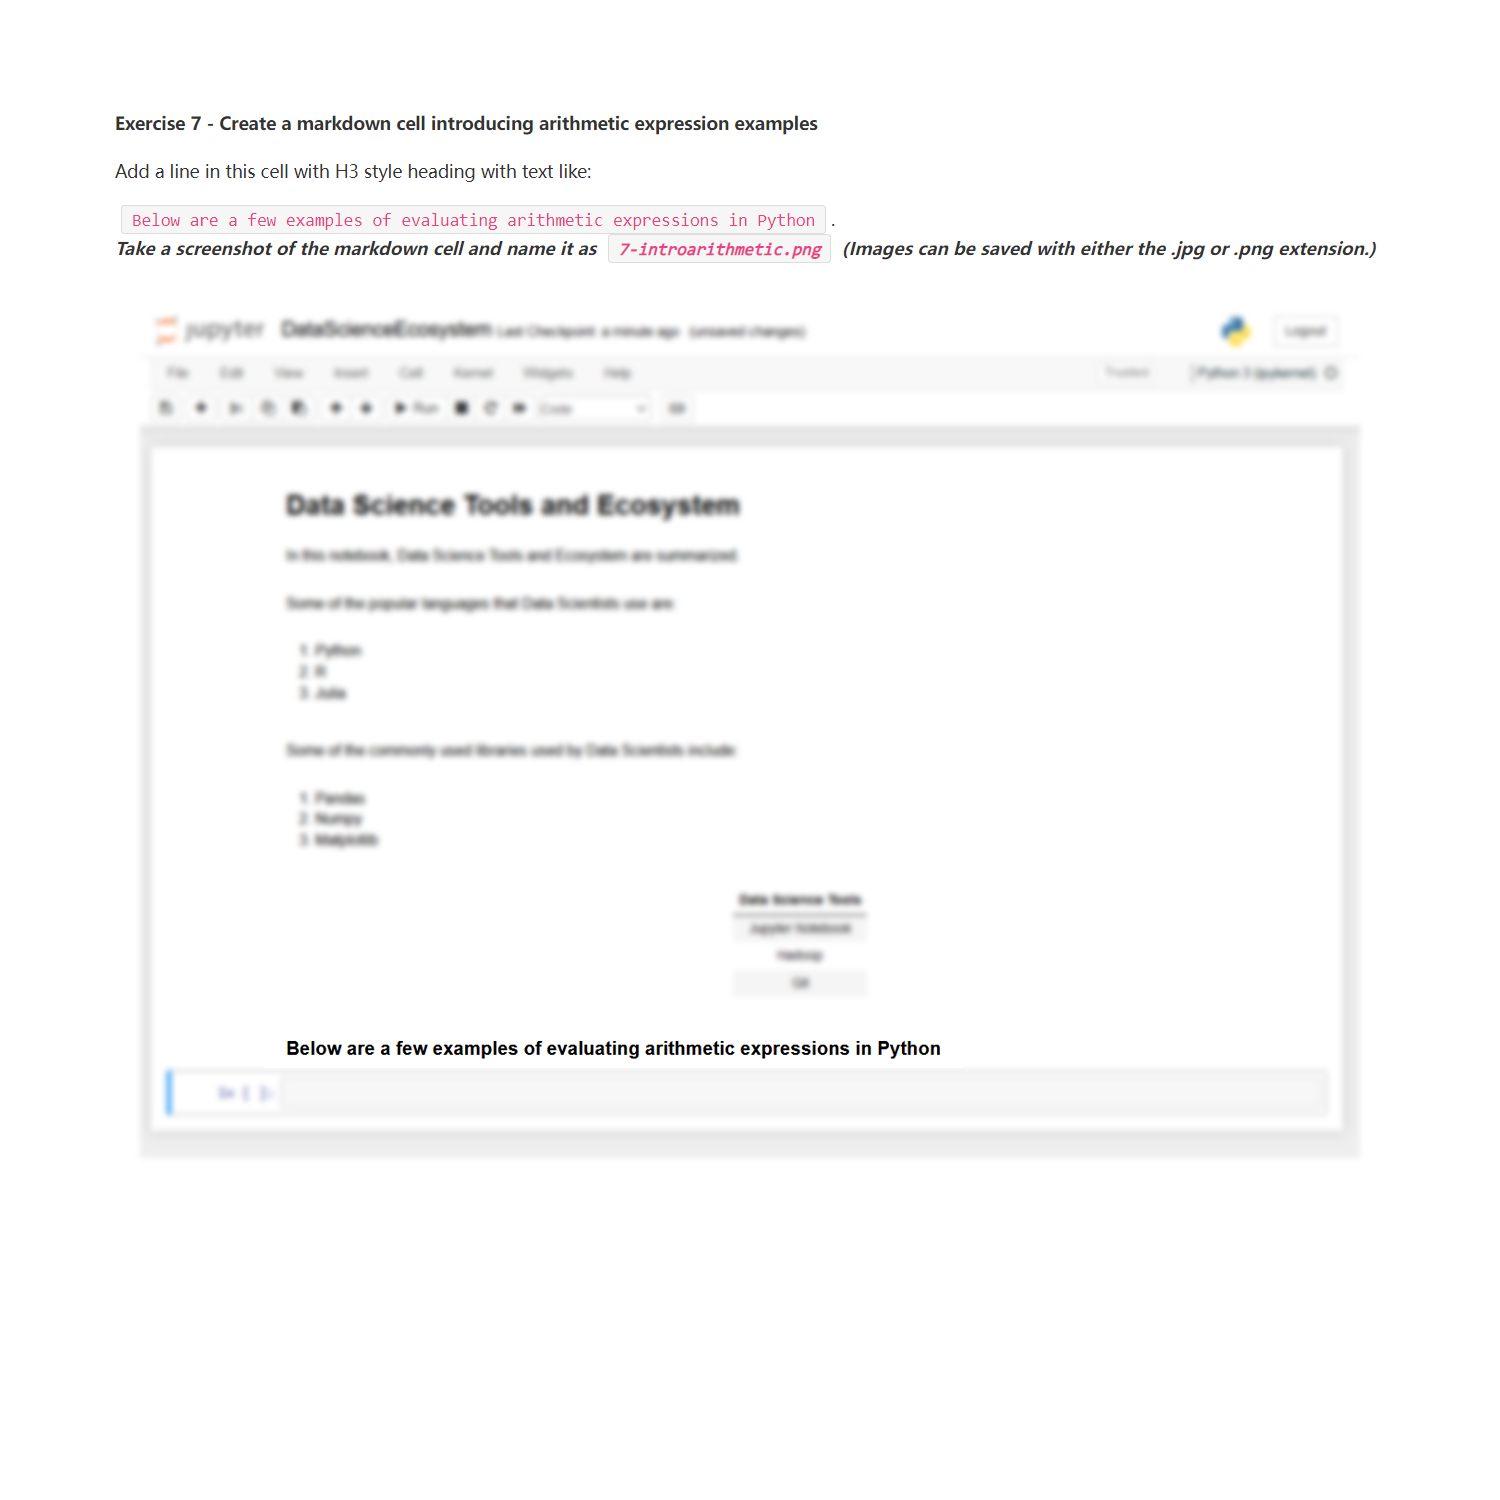 Exercise 7 - Create a markdown cell introducing arithmetic expression examples
Add a line in this cell with H3 style heading with text like:
Below are a few examples of evaluating arithmetic expressions in Python .
Take a screenshot of the markdown cell and name it as 7-introarithmetic.png (Images can be saved with either the .jpg or .png extension.)
jupyter DataScienceEcosystem Last Checkpoint: a minute ago (unsaved changes) Logout
File Edit View Insert Cell Kernel Widgets Help Trusted Python 3 (ipykernel)
Run Code
Data Science Tools and Ecosystem
In this notebook, Data Science Tools and Ecosystem are summarized.
Some of the popular languages that Data Scientists use are:
1. Python
2. R
3. Julia
Some of the commonly used libraries used by Data Scientists include:
1. Pandas
2. Numpy
3. Matplotlib
Data Science Tools
Jupyter Notebook
Hadoop
Below are a few examples of evaluating arithmetic expressions in Python
In [ ]: